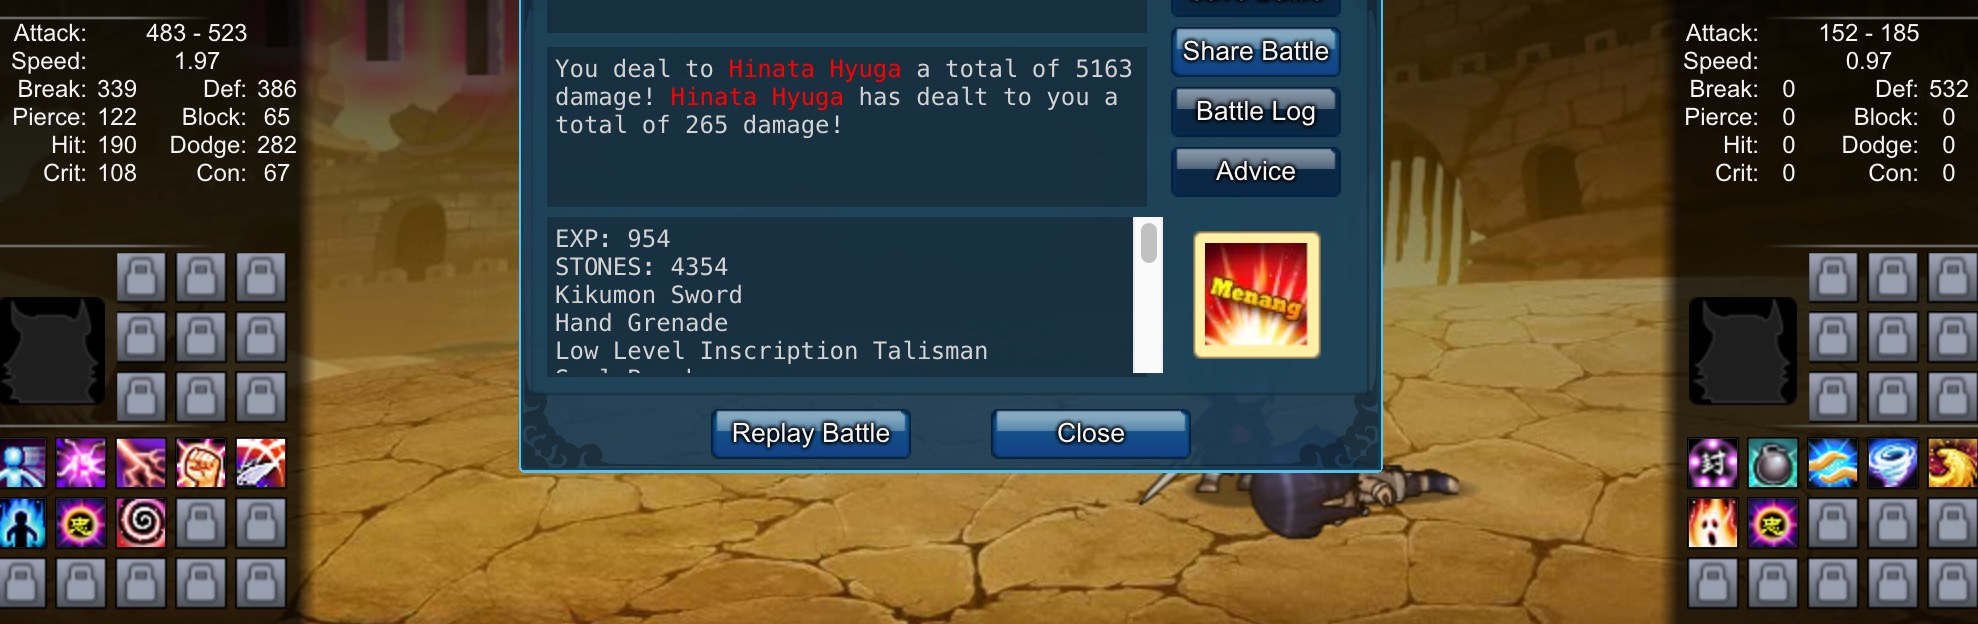 Attack: 483 - 523
Speed: 1.97
Break: 339 Def: 386
Pierce: 122 Block: 65
Hit: 190 Dodge: 282
Crit: 108 Con: 67
Share Battle
You deal to Hinata Hyuga a total of 5163
damage! Hinata Hyuga has dealt to you a
total of 265 damage!
Battle Log
Advice
EXP: 954
STONES: 4354
Kikumon Sword
Hand Grenade
Low Level Inscription Talisman
Menang
Replay Battle
Close
Attack: 152 - 185
Speed: 0.97
Break: 0 Def: 532
Pierce: 0 Block: 0
Hit: 0 Dodge: 0
Crit: 0 Con: 0
封
忠
忠